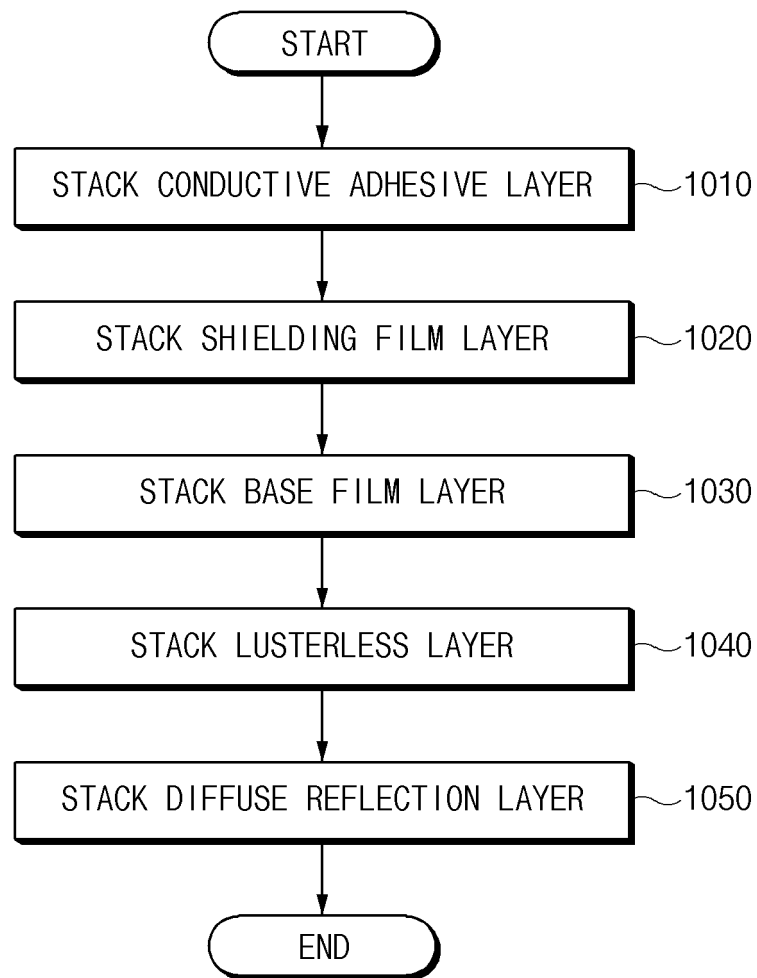 START
STACK CONDUCTIVE ADHESIVE LAYER 1010
STACK SHIELDING FILM LAYER 1020
STACK BASE FILM LAYER 1030
STACK LUSTERLESS LAYER 1040
STACK DIFFUSE REFLECTION LAYER 1050
END